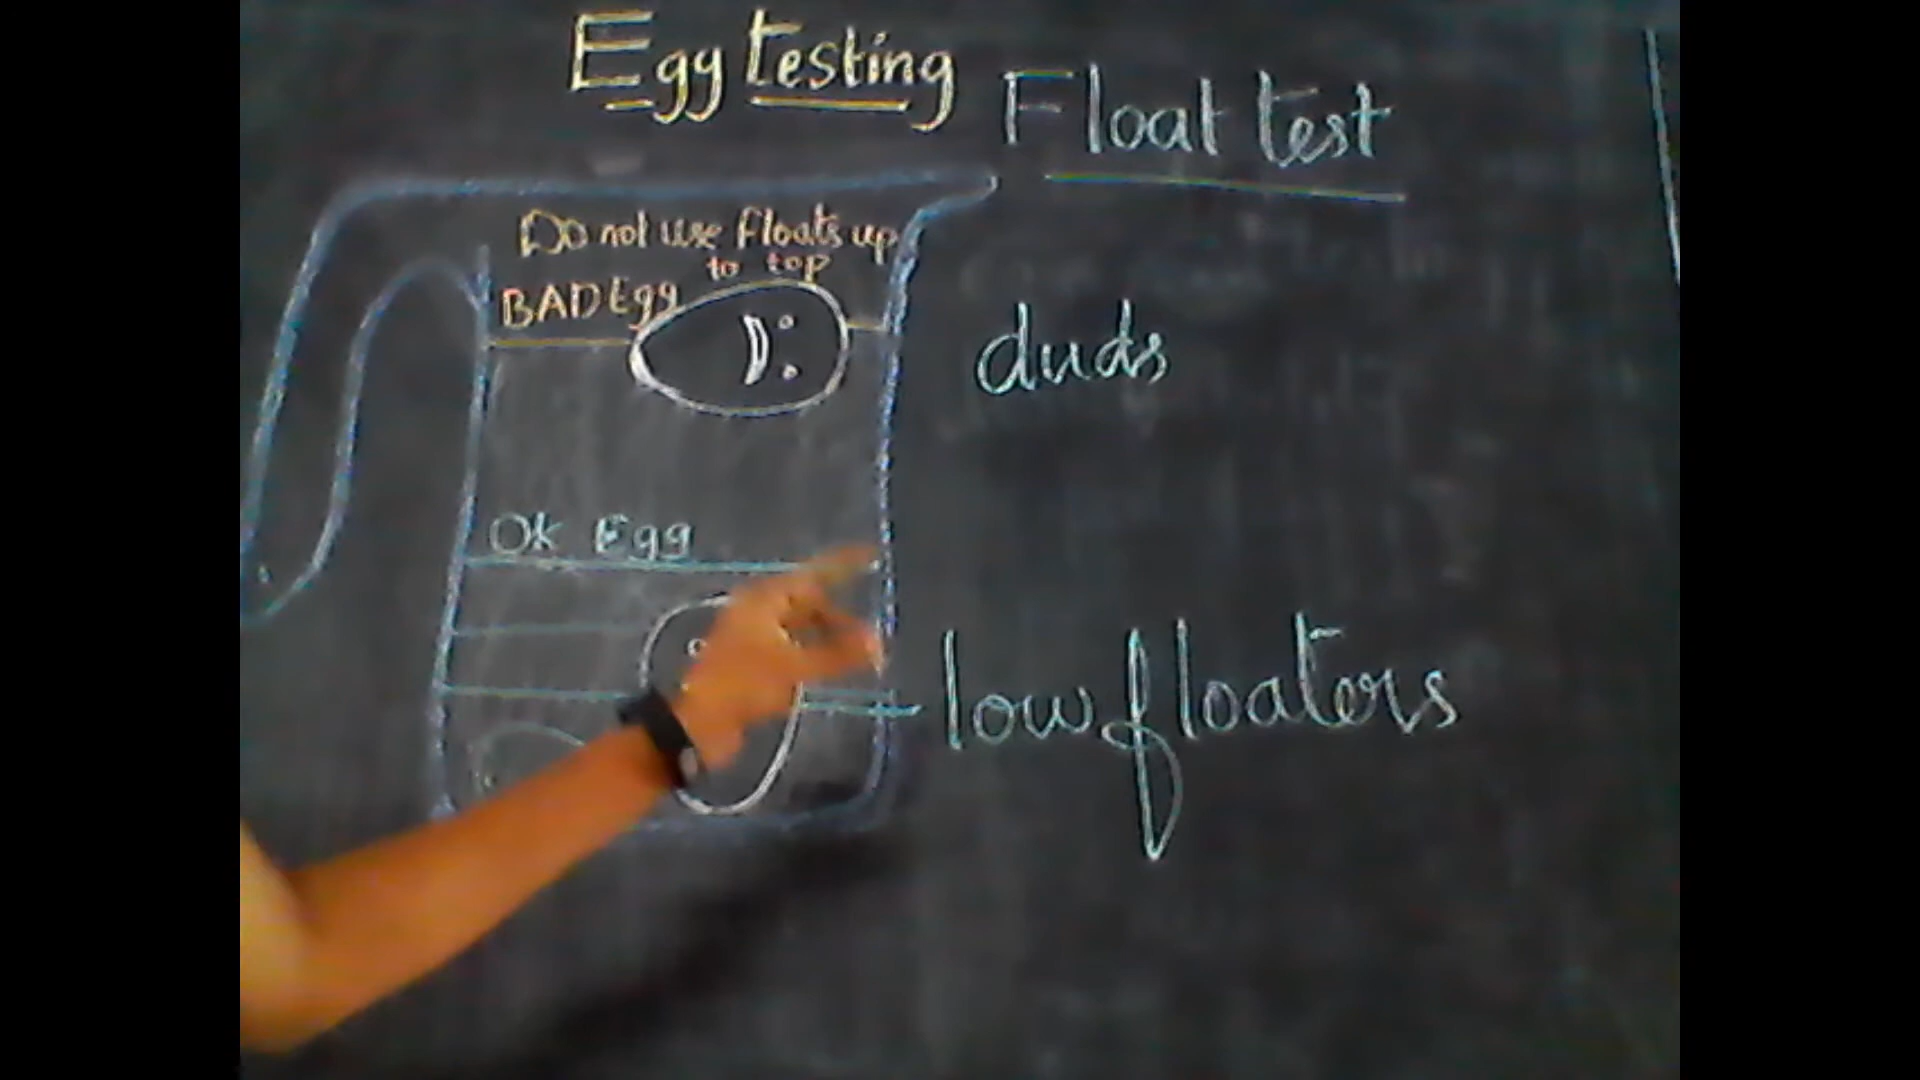 Egg testing
Float test
Do not use floats up
to top
BAD Egg
duds
Ok Egg
low floaters